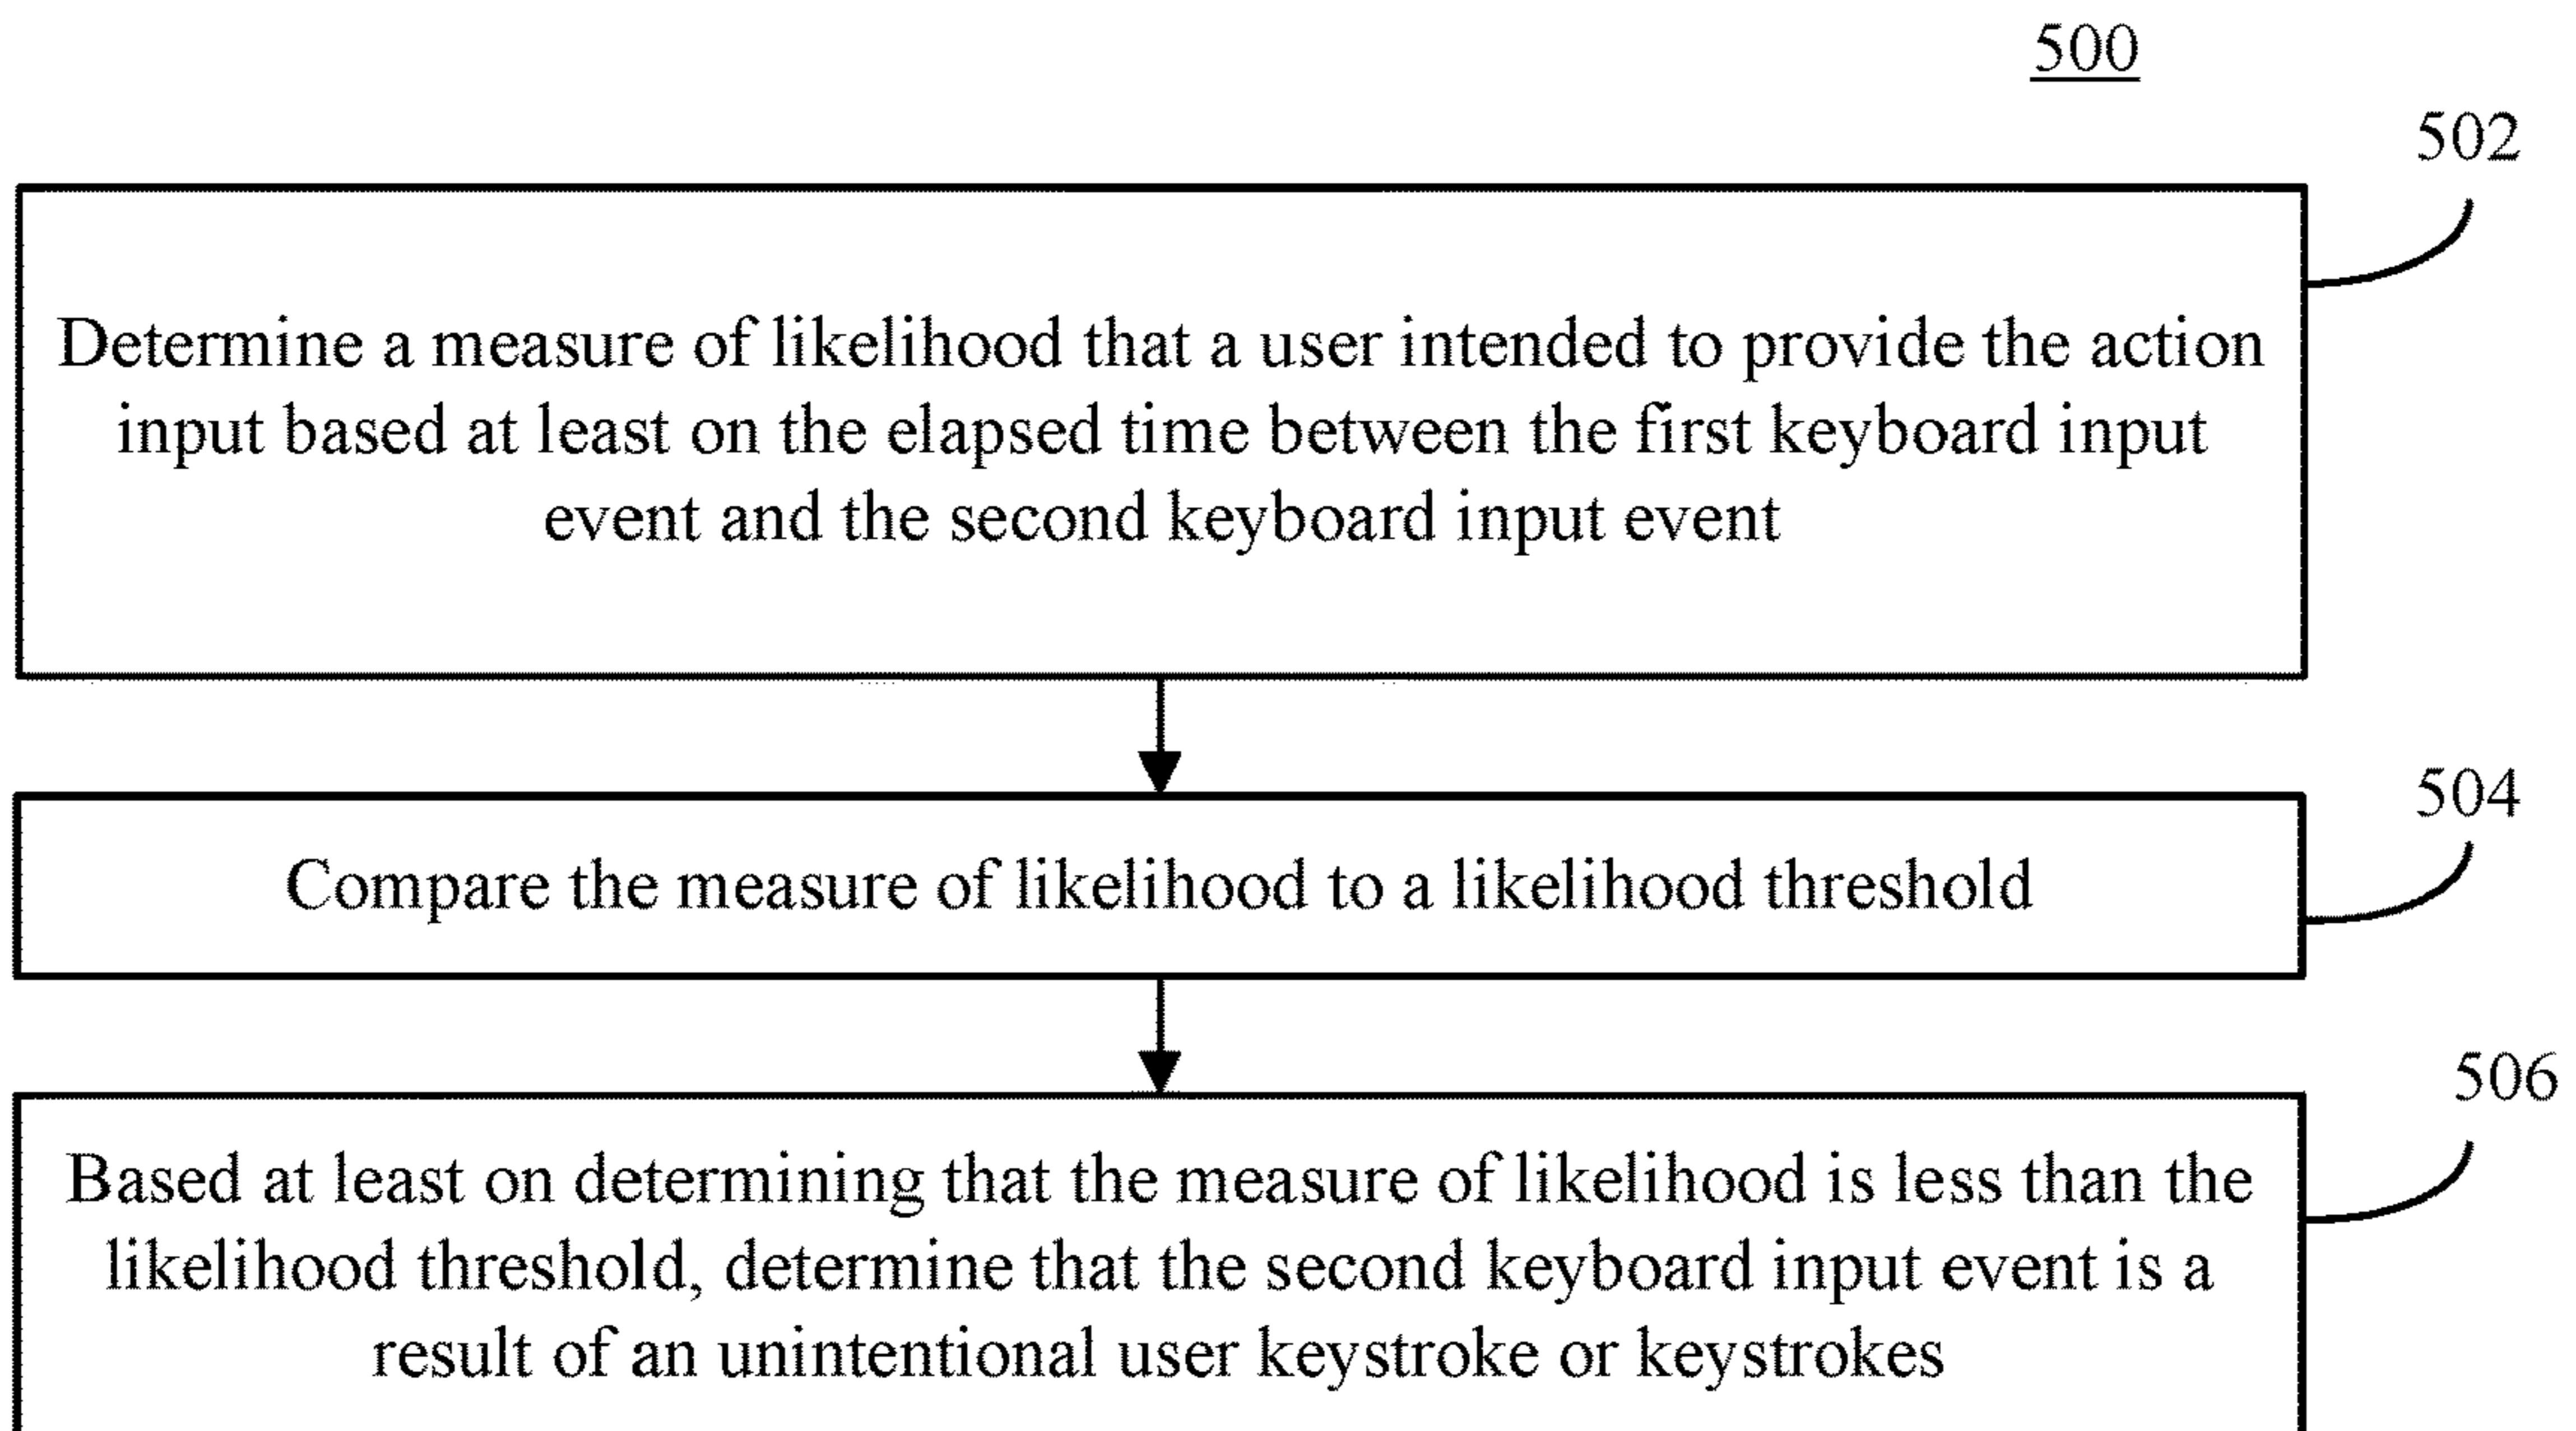 500
502
Determine a measure of likelihood that a user intended to provide the action
input based at least on the elapsed time between the first keyboard input
event and the second keyboard input event
504
Compare the measure of likelihood to a likelihood threshold
506
Based at least on determining that the measure of likelihood is less than the
likelihood threshold, determine that the second keyboard input event is a
result of an unintentional user keystroke or keystrokes